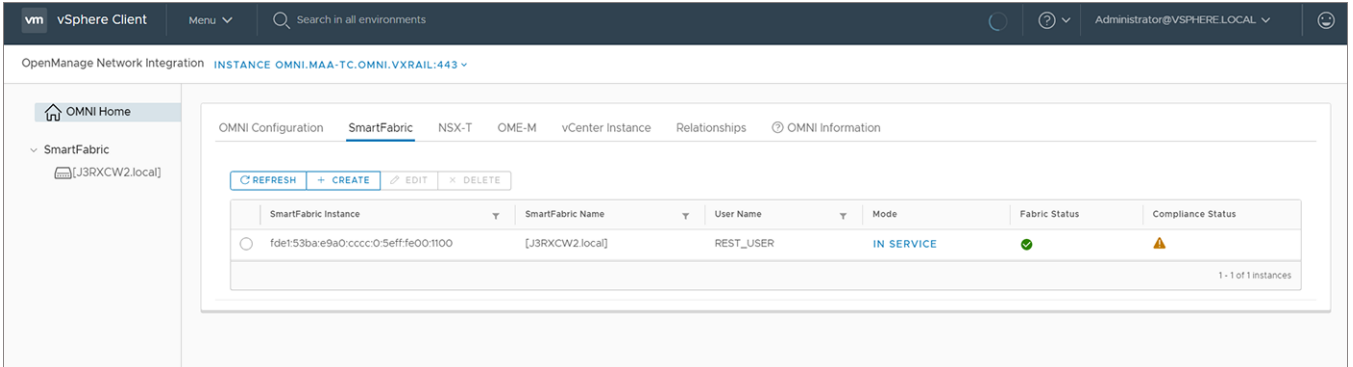 vm vSphere Client Menu Search in all environments Administrator@VSPHERE.LOCAL
OpenManage Network Integration INSTANCE OMNI.MAA-TC.OMNI.VXRAIL:443
OMNI Home
SmartFabric
[J3RXCW2.local]
OMNI Configuration SmartFabric NSX-T OME-M vCenter Instance Relationships OMNI Information
REFRESH + CREATE EDIT × DELETE
SmartFabric Instance SmartFabric Name User Name Mode Fabric Status Compliance Status
fde1:53ba:e9a0:cccc:0:5eff:fe00:1100 [J3RXCW2.local] REST_USER IN SERVICE
1 - 1 of 1 instances